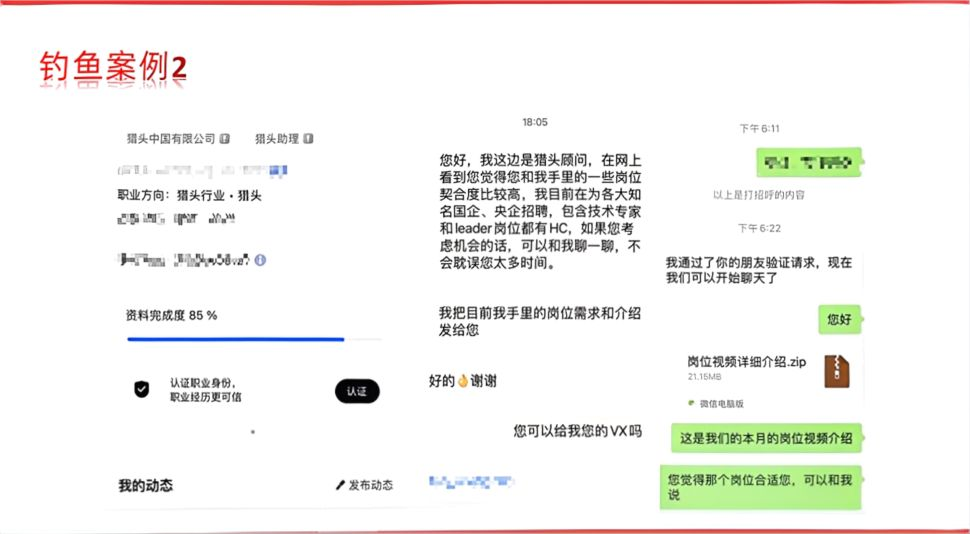 钓鱼案例2
猎头中国有限公司 猎头助理
职业方向：猎头行业·猎头
资料完成度 85 %
认证职业身份，
职业经历更可信
认证
我的动态
发布动态
18:05
您好，我这边是猎头顾问，在网上
看到您觉得您和我手里的一些岗位
契合度比较高，我目前在为各大知
名国企、央企招聘，包含技术专家
和leader岗位都有HC，如果您考
虑机会的话，可以和我聊一聊，不
会耽误您太多时间。
我把目前我手里的岗位需求和介绍
发给您
好的👌谢谢
您可以给我您的VX吗
下午 6:11
以上是打招呼的内容
下午 6:22
我通过了你的朋友验证请求，现在
我们可以开始聊天了
您好
岗位视频详细介绍.zip
21.15MB
微信电脑版
这是我们的本月的岗位视频介绍
您觉得那个岗位合适您，可以和我
说